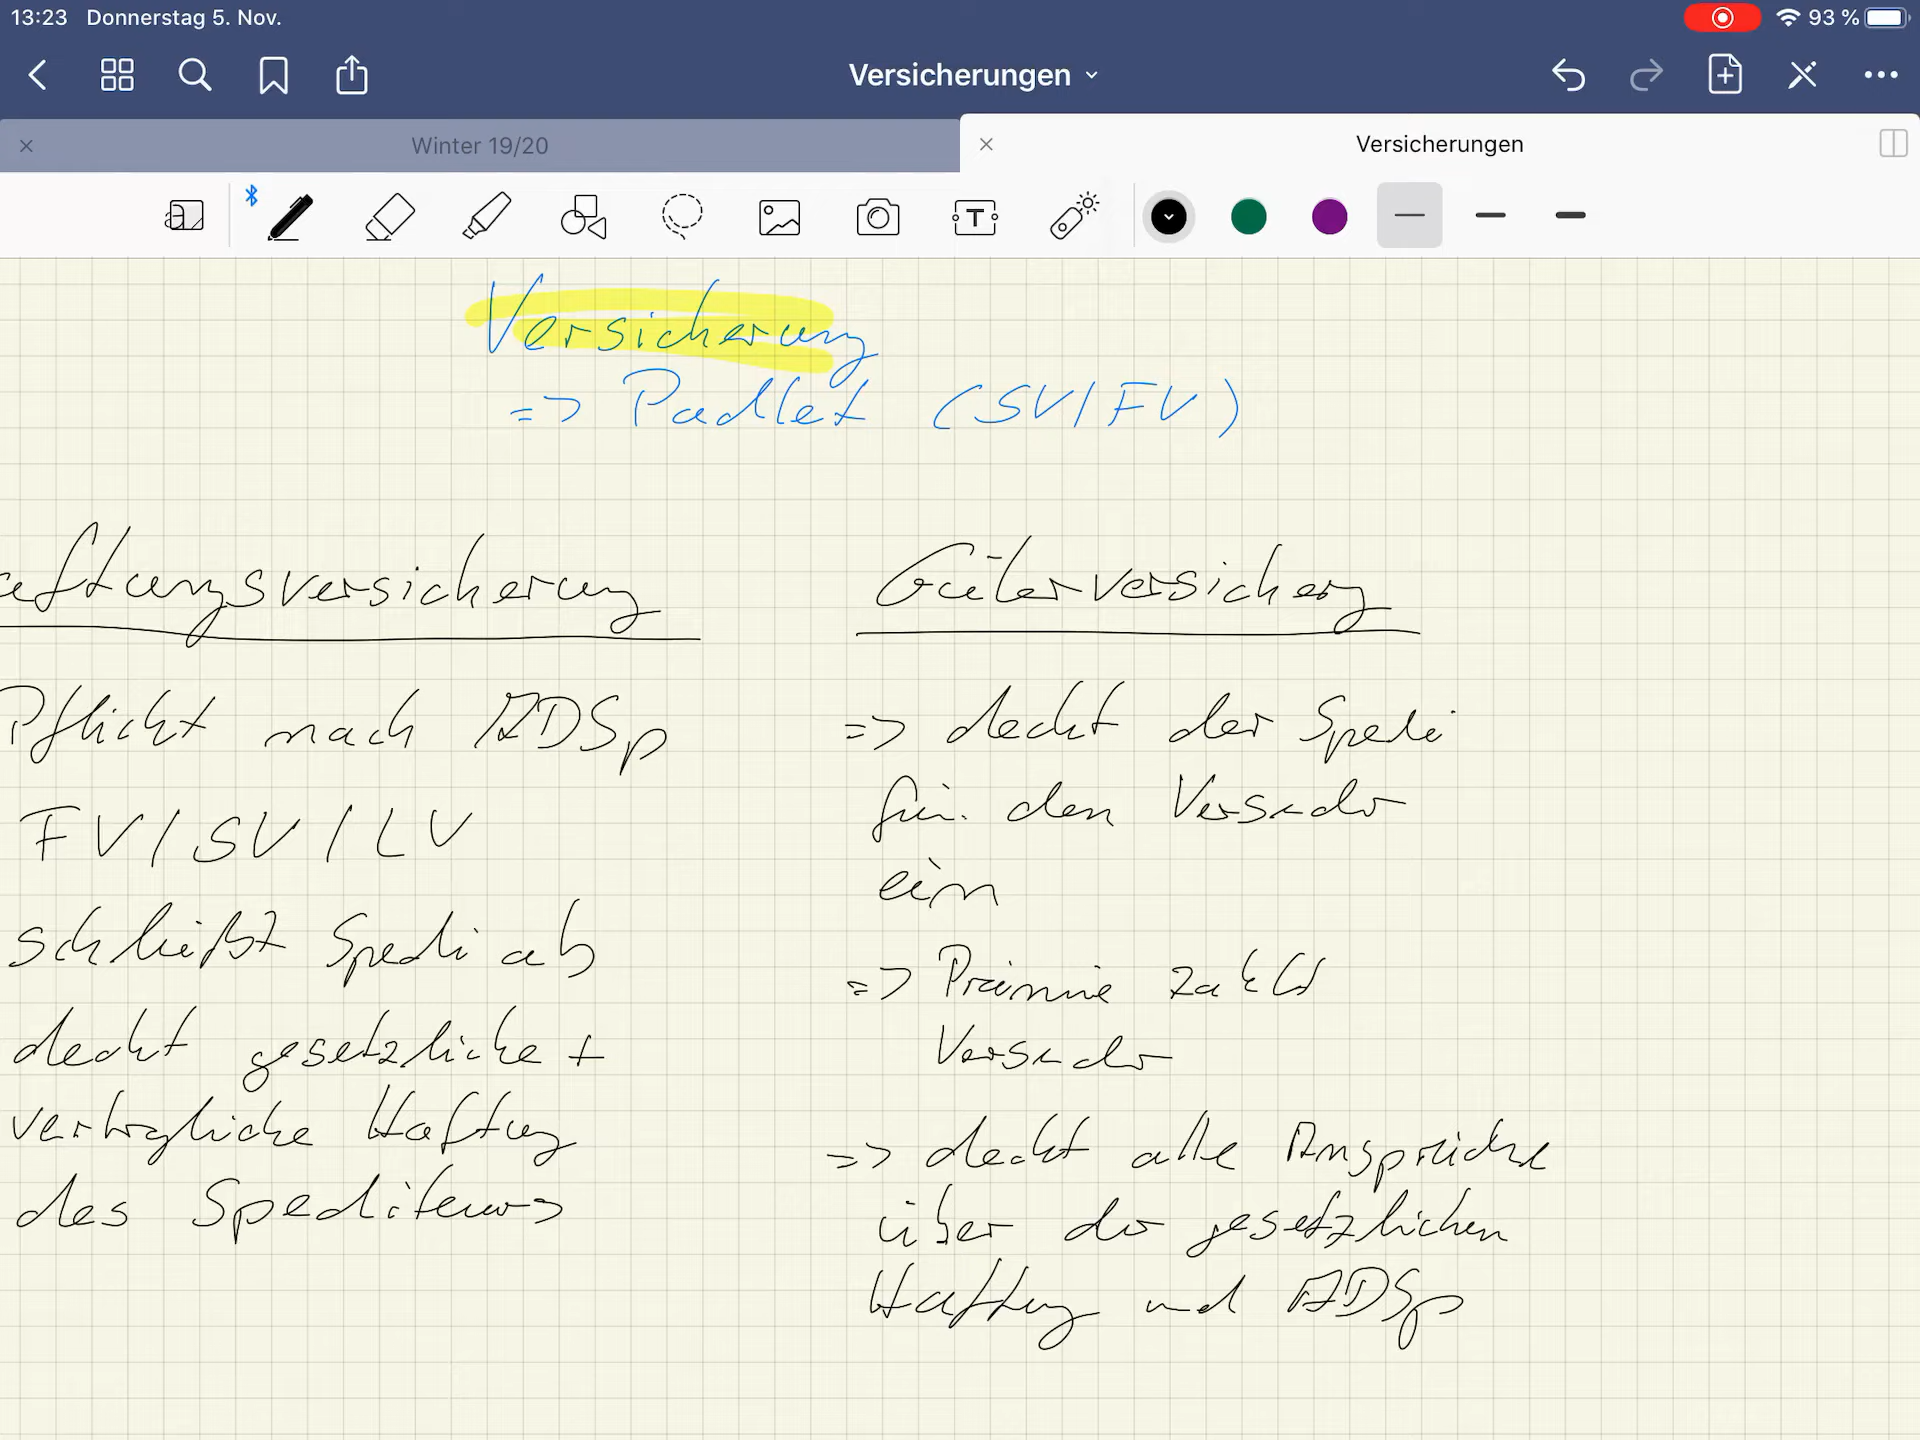 13:23 Donnerstag 5. Nov.
93 %
Versicherungen
Winter 19/20
Versicherungen
T
Versicherung
=> Padlet (SV/FV)
aftungsversicherung
Pflicht nach ADSp
FV/SV/LV
schließt Spedi ab
deckt gesetzliche +
vertragliche Haftung
des Spediteurs
Güterversicherg
=> deckt der Spedi
für den Versender
ein
=> Prämie zahlt
Versender
=> deckt alle Ansprüche
über der gesetzlichen
Haftung und ADSp